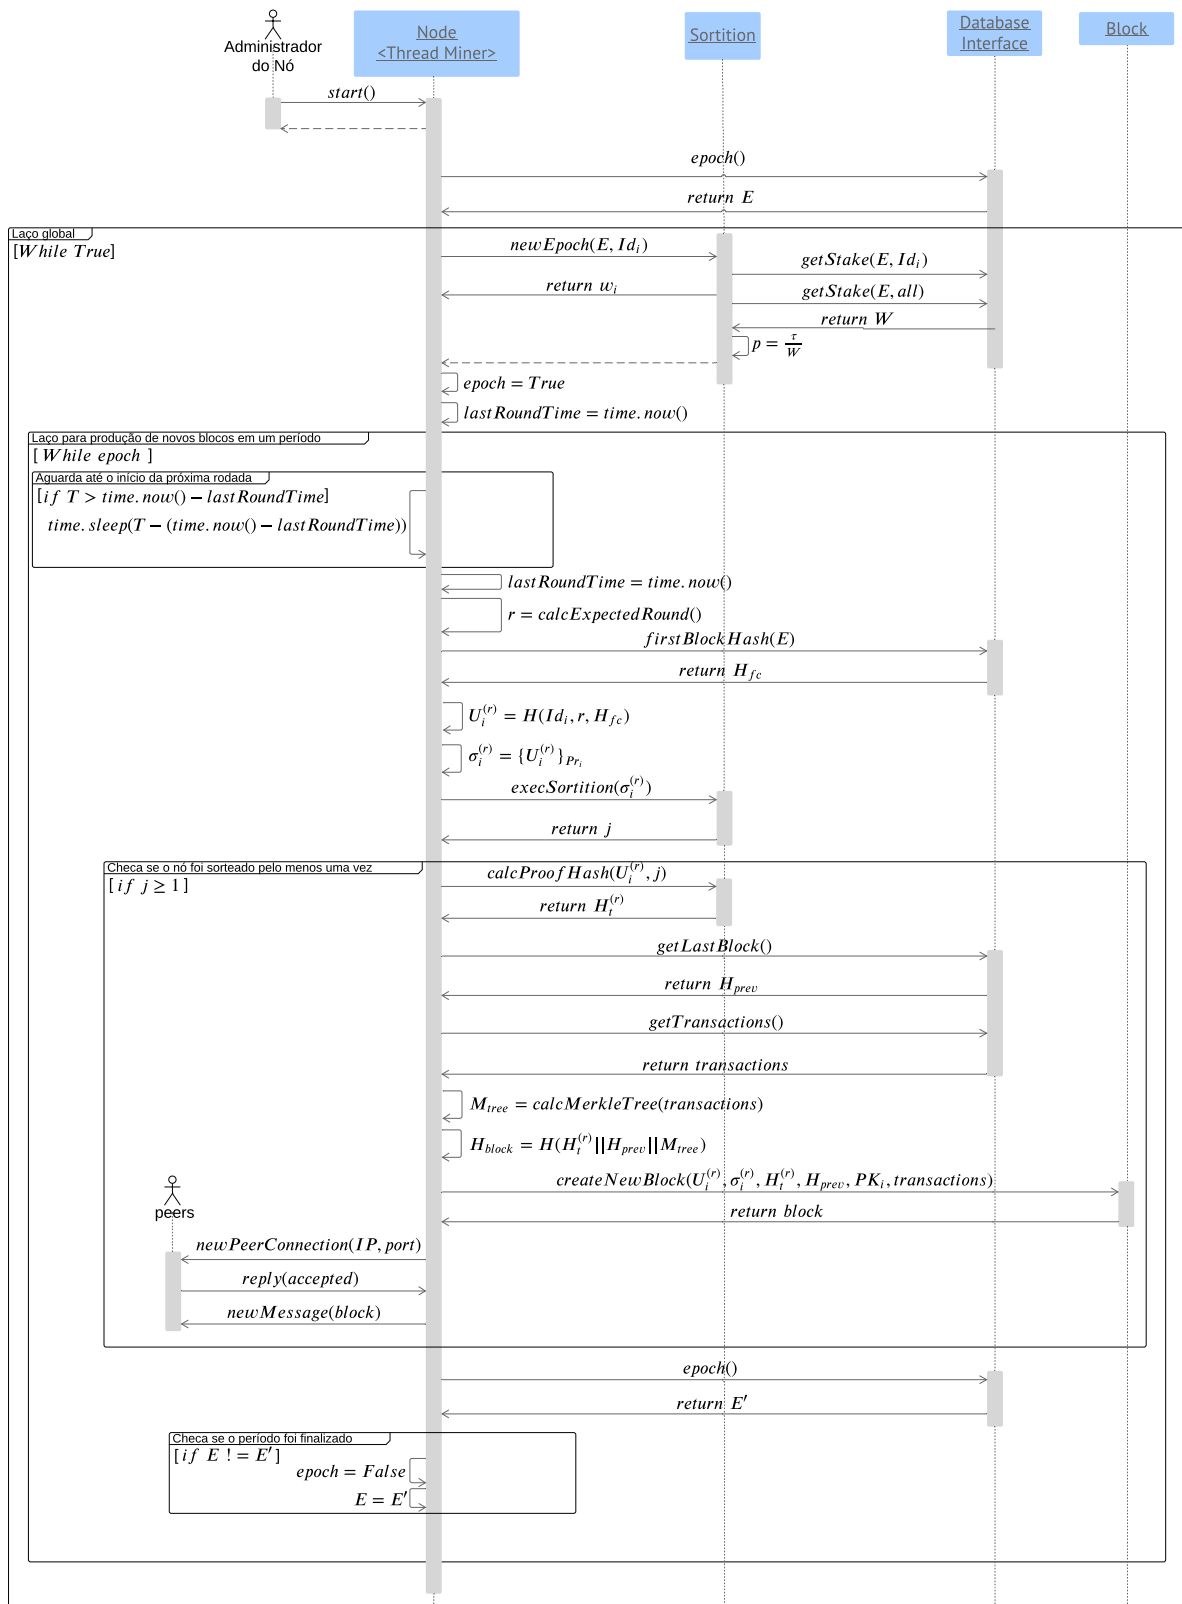 Administrador
do Nó
Node
<Thread Miner>
Sortition
Database
Interface
Block
start()
epoch()
return E
Laço global
[While True]
newEpoch(E, Id_i)
getStake(E, Id_i)
return w_i
getStake(E, all)
return W
p = τ/W
epoch = True
lastRoundTime = time.now()
Laço para produção de novos blocos em um período
[ While epoch ]
Aguarda até o início da próxima rodada
[if T > time.now() − lastRoundTime]
time.sleep(T − (time.now() − lastRoundTime))
lastRoundTime = time.now()
r = calcExpectedRound()
firstBlockHash(E)
return H_fc
U_i^(r) = H(Id_i, r, H_fc)
σ_i^(r) = {U_i^(r)}_Pr_i
execSortition(σ_i^(r))
return j
Checa se o nó foi sorteado pelo menos uma vez
[ if j ≥ 1 ]
calcProofHash(U_i^(r), j)
return H_t^(r)
getLastBlock()
return H_prev
getTransactions()
return transactions
M_tree = calcMerkleTree(transactions)
H_block = H(H_t^(r)||H_prev||M_tree)
createNewBlock(U_i^(r), σ_i^(r), H_t^(r), H_prev, PK_i, transactions)
return block
peers
newPeerConnection(IP, port)
reply(accepted)
newMessage(block)
epoch()
return E′
Checa se o período foi finalizado
[if E != E′]
epoch = False
E = E′